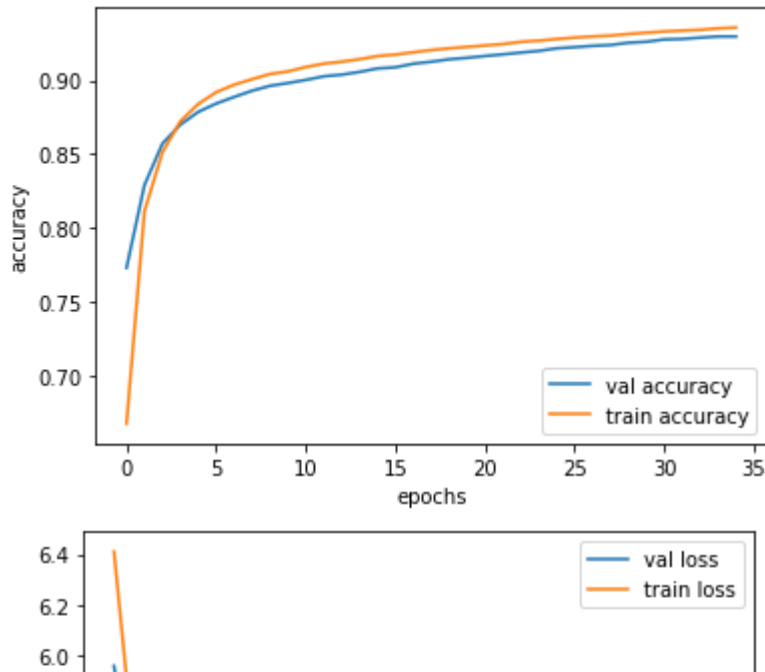 0.90
0.85
0.80
0.75
0.70
accuracy
val accuracy
train accuracy
0 5 10 15 20 25 30 35
epochs
6.4
6.2
6.0
val loss
train loss